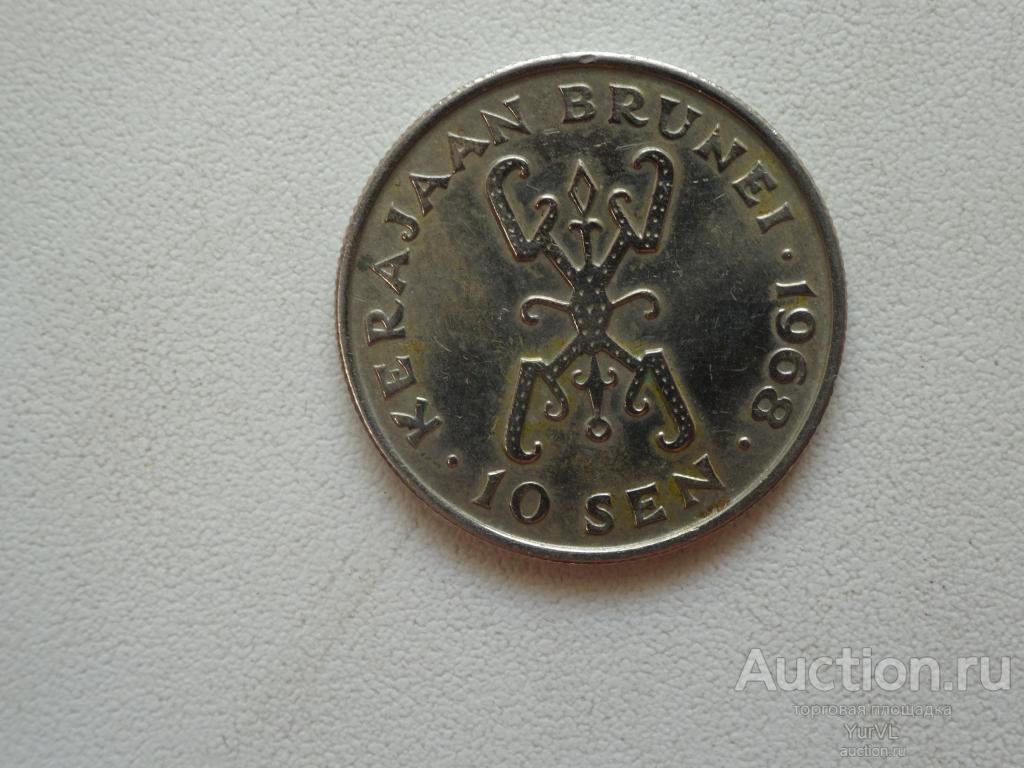 · KERAJAAN BRUNEI · 1968 ·
10 SEN
Auction.ru
торговая площадка
YurVL
auction.ru